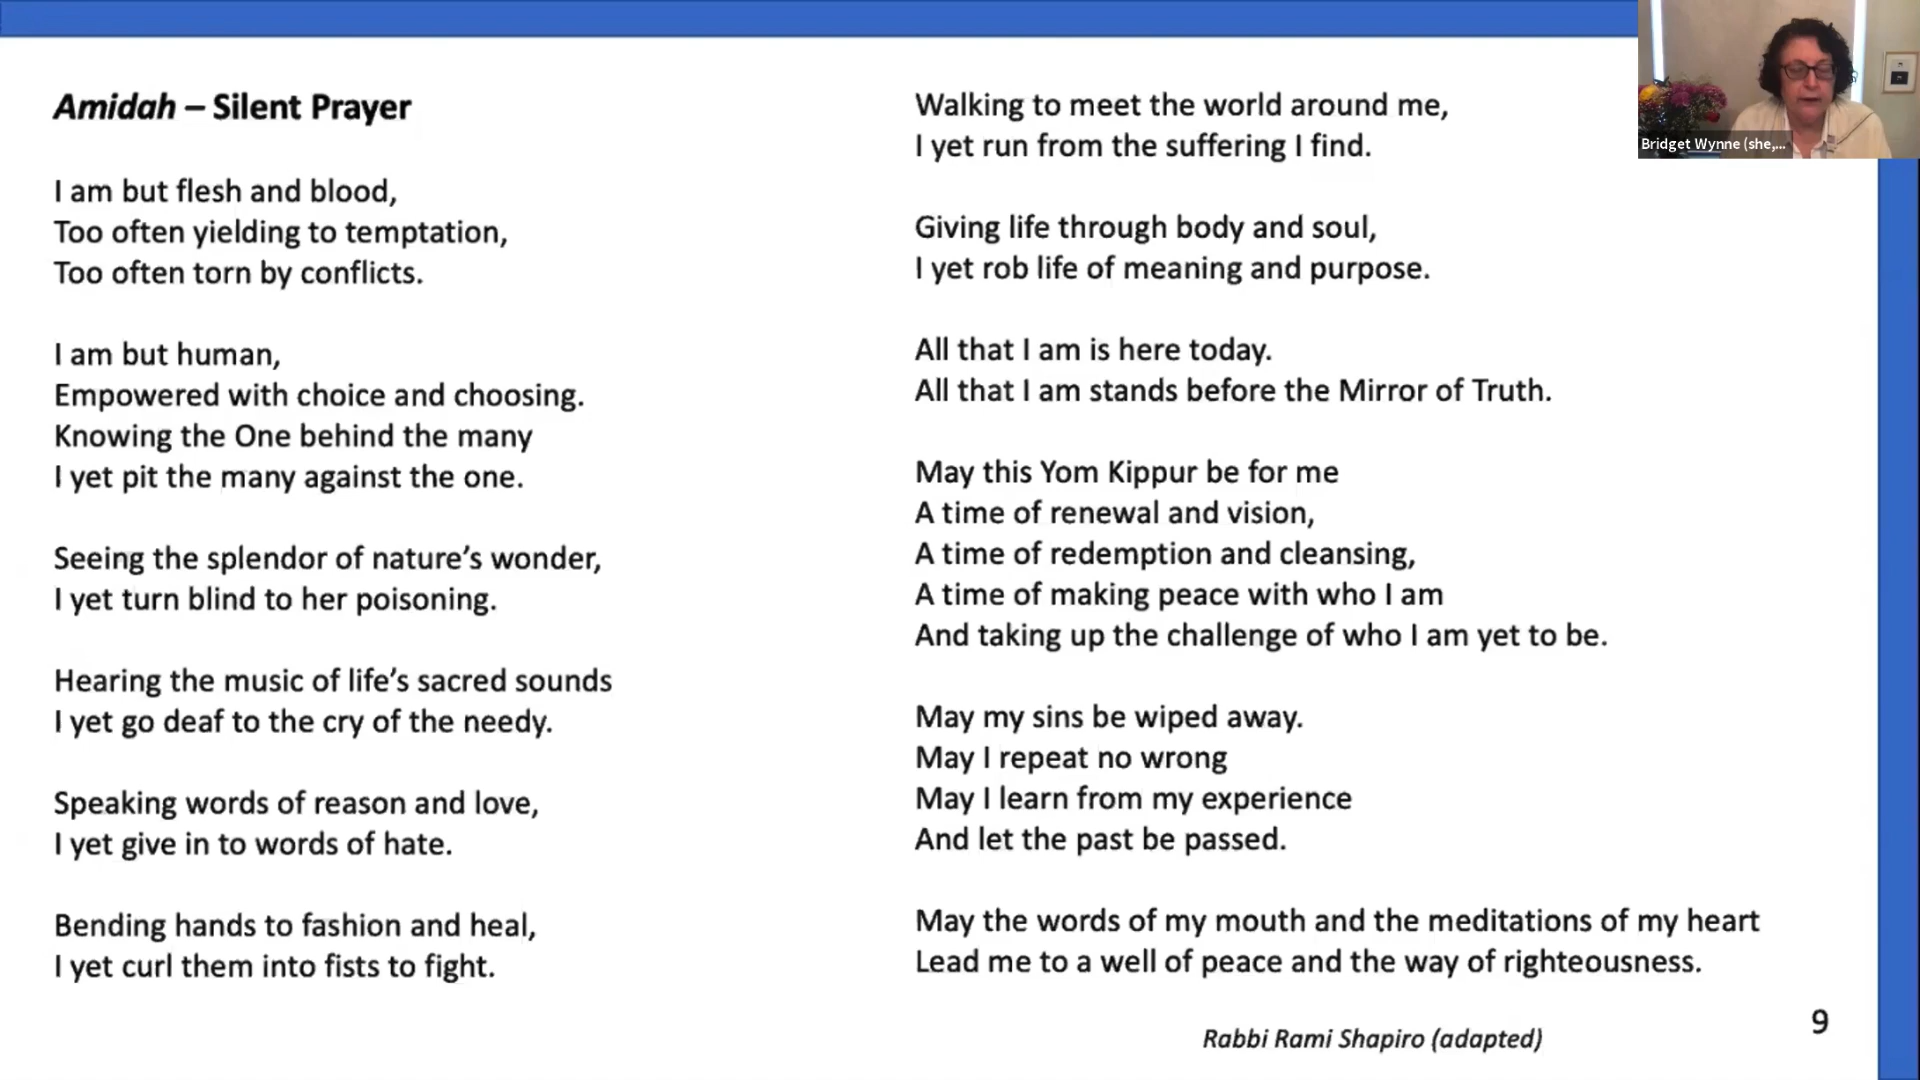 Amidah – Silent Prayer
I am but flesh and blood,
Too often yielding to temptation,
Too often torn by conflicts.
I am but human,
Empowered with choice and choosing.
Knowing the One behind the many
I yet pit the many against the one.
Seeing the splendor of nature’s wonder,
I yet turn blind to her poisoning.
Hearing the music of life’s sacred sounds
I yet go deaf to the cry of the needy.
Speaking words of reason and love,
I yet give in to words of hate.
Bending hands to fashion and heal,
I yet curl them into fists to fight.
Walking to meet the world around me,
I yet run from the suffering I find.
Giving life through body and soul,
I yet rob life of meaning and purpose.
All that I am is here today.
All that I am stands before the Mirror of Truth.
May this Yom Kippur be for me
A time of renewal and vision,
A time of redemption and cleansing,
A time of making peace with who I am
And taking up the challenge of who I am yet to be.
May my sins be wiped away.
May I repeat no wrong
May I learn from my experience
And let the past be passed.
May the words of my mouth and the meditations of my heart
Lead me to a well of peace and the way of righteousness.
Rabbi Rami Shapiro (adapted)
9
Bridget Wynne (she,...